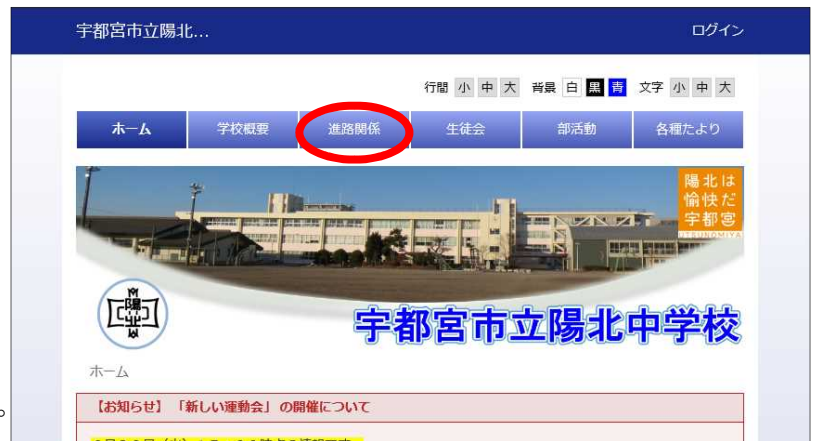 宇都宮市立陽北... ログイン
行間 小 中 大 背景 白 黒 青 文字 小 中 大
ホーム 学校概要 進路関係 生徒会 部活動 各種たより
陽北は
愉快だ
宇都宮
UTSUNOMIYA
陽北
中
宇都宮市立陽北中学校
ホーム
。
【お知らせ】「新しい運動会」の開催について